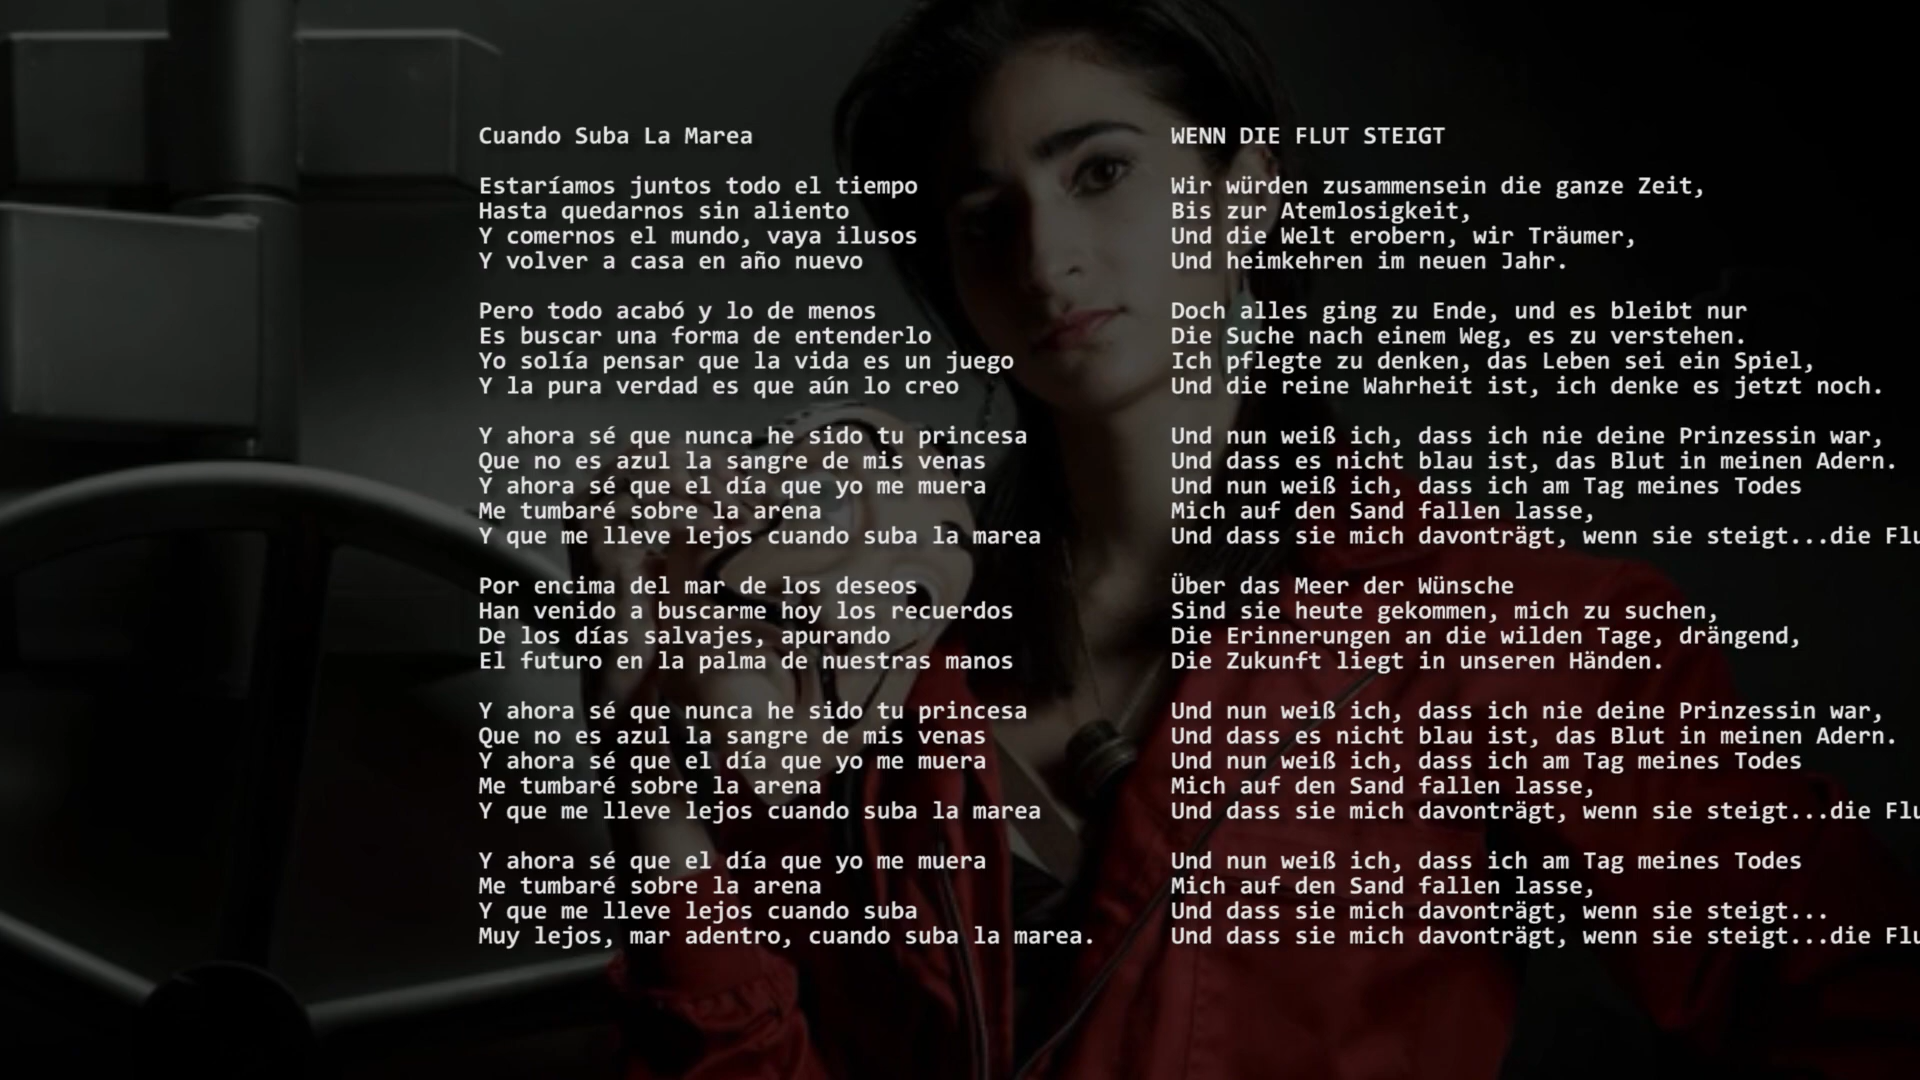 Cuando Suba La Marea
Estaríamos juntos todo el tiempo
Hasta quedarnos sin aliento
Y comernos el mundo, vaya ilusos
Y volver a casa en año nuevo
Pero todo acabó y lo de menos
Es buscar una forma de entenderlo
Yo solía pensar que la vida es un juego
Y la pura verdad es que aún lo creo
Y ahora sé que nunca he sido tu princesa
Que no es azul la sangre de mis venas
Y ahora sé que el día que yo me muera
Me tumbaré sobre la arena
Y que me lleve lejos cuando suba la marea
Por encima del mar de los deseos
Han venido a buscarme hoy los recuerdos
De los días salvajes, apurando
El futuro en la palma de nuestras manos
Y ahora sé que nunca he sido tu princesa
Que no es azul la sangre de mis venas
Y ahora sé que el día que yo me muera
Me tumbaré sobre la arena
Y que me lleve lejos cuando suba la marea
Y ahora sé que el día que yo me muera
Me tumbaré sobre la arena
Y que me lleve lejos cuando suba
Muy lejos, mar adentro, cuando suba la marea.
WENN DIE FLUT STEIGT
Wir würden zusammensein die ganze Zeit,
Bis zur Atemlosigkeit,
Und die Welt erobern, wir Träumer,
Und heimkehren im neuen Jahr.
Doch alles ging zu Ende, und es bleibt nur
Die Suche nach einem Weg, es zu verstehen.
Ich pflegte zu denken, das Leben sei ein Spiel,
Und die reine Wahrheit ist, ich denke es jetzt noch.
Und nun weiß ich, dass ich nie deine Prinzessin war,
Und dass es nicht blau ist, das Blut in meinen Adern.
Und nun weiß ich, dass ich am Tag meines Todes
Mich auf den Sand fallen lasse,
Und dass sie mich davonträgt, wenn sie steigt...die Flu
Über das Meer der Wünsche
Sind sie heute gekommen, mich zu suchen,
Die Erinnerungen an die wilden Tage, drängend,
Die Zukunft liegt in unseren Händen.
Und nun weiß ich, dass ich nie deine Prinzessin war,
Und dass es nicht blau ist, das Blut in meinen Adern.
Und nun weiß ich, dass ich am Tag meines Todes
Mich auf den Sand fallen lasse,
Und dass sie mich davonträgt, wenn sie steigt...die Flu
Und nun weiß ich, dass ich am Tag meines Todes
Mich auf den Sand fallen lasse,
Und dass sie mich davonträgt, wenn sie steigt...
Und dass sie mich davonträgt, wenn sie steigt...die Flu